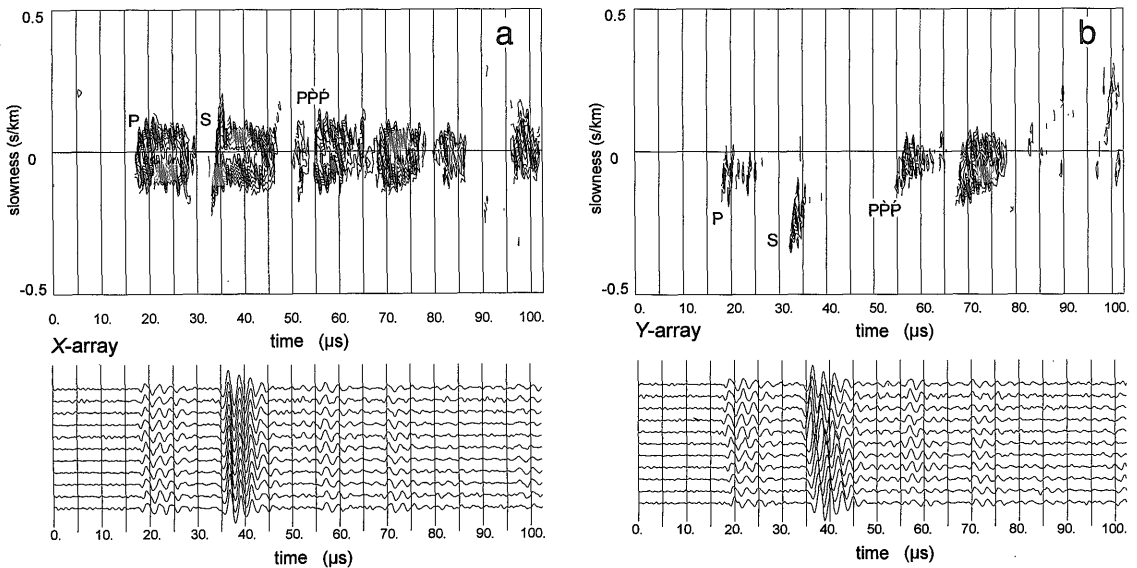 a
0.5
0
-0.5
slowness (s/km)
P
S
PP̀Ṕ
0. 10. 20. 30. 40. 50. 60. 70. 80. 90. 100.
X-array
time (µs)
0. 10. 20. 30. 40. 50. 60. 70. 80. 90. 100.
time (µs)
b
0.5
0
-0.5
slowness (s/km)
P
S
PP̀Ṕ
0. 10. 20. 30. 40. 50. 60. 70. 80. 90. 100.
Y-array
time (µs)
0. 10. 20. 30. 40. 50. 60. 70. 80. 90. 100.
time (µs)